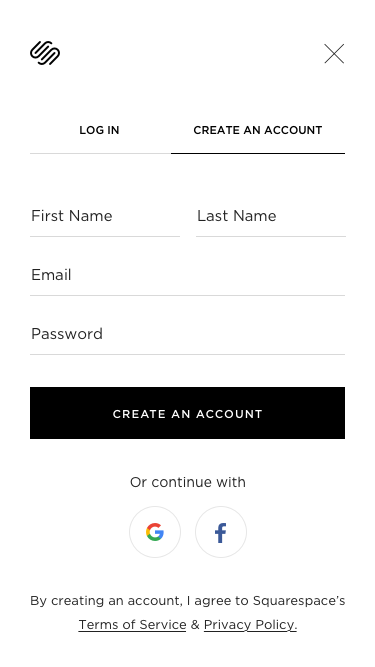 LOG IN
CREATE AN ACCOUNT
First Name
Last Name
Email
Password
CREATE AN ACCOUNT
Or continue with
By creating an account, I agree to Squarespace's
Terms of Service & Privacy Policy.